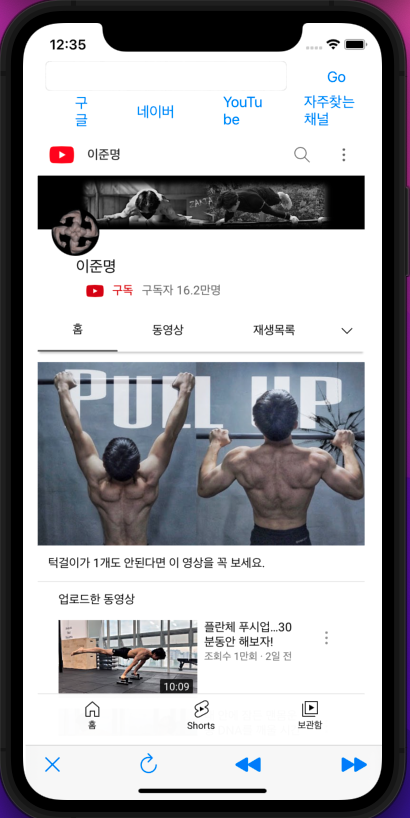 12:35
Go
구
글
네이버
YouTu
be
자주찾는
채널
이준명
이준명
구독 구독자 16.2만명
홈 동영상 재생목록
PULL UP
턱걸이가 1개도 안된다면 이 영상을 꼭 보세요.
업로드한 동영상
플란체 푸시업...30
분동안 해보자!
조회수 1만회 · 2일 전
10:09
홈 Shorts 보관함